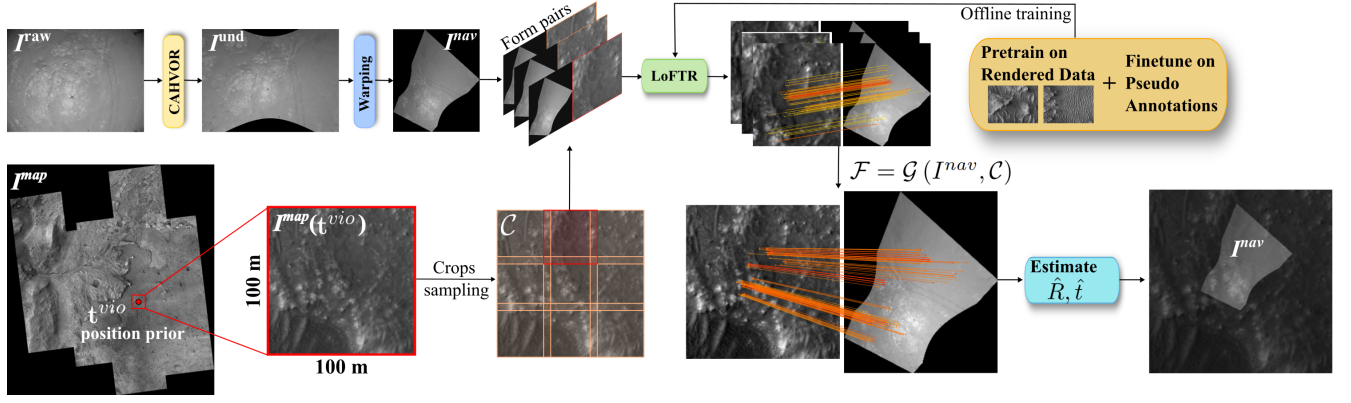 I^raw
CAHVOR
I^und
Warping
I^nav
Form pairs
LoFTR
Offline training
Pretrain on
Rendered Data
+
Finetune on
Pseudo
Annotations
I^map
t^vio
position prior
100 m
I^map(t^vio)
100 m
Crops
sampling
C
F = G (I^nav, C)
Estimate
R̂, t̂
I^nav